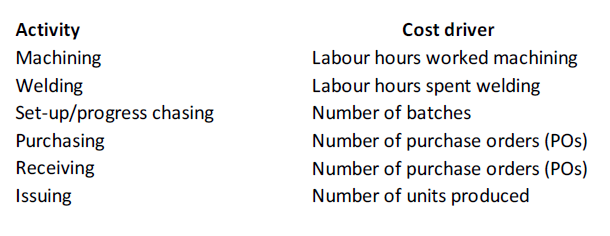 Activity Cost driver
Machining Labour hours worked machining
Welding Labour hours spent welding
Set-up/progress chasing Number of batches
Purchasing Number of purchase orders (POs)
Receiving Number of purchase orders (POs)
Issuing Number of units produced